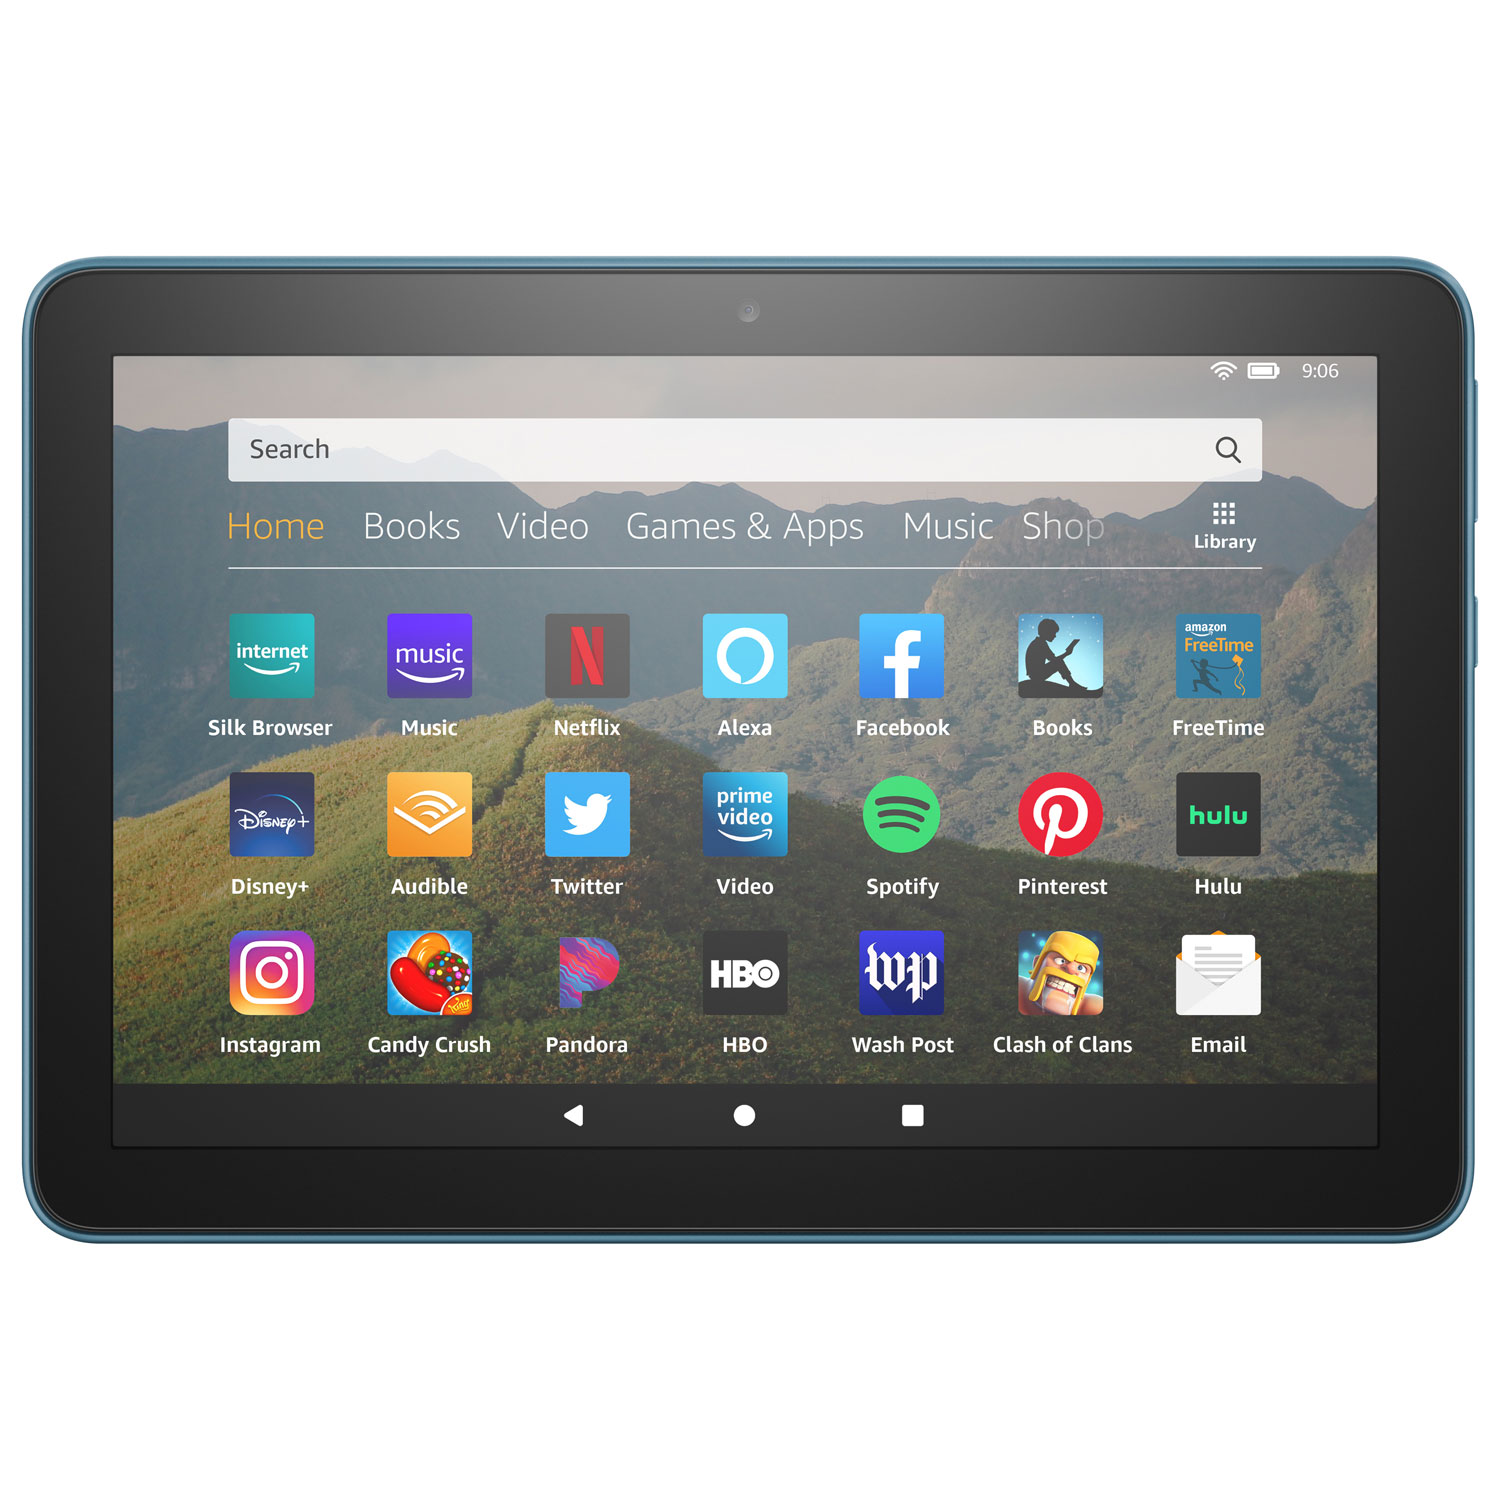 9:06
Search
Home Books Video Games & Apps Music Shop
Library
internet music N amazon
FreeTime
Silk Browser Music Netflix Alexa Facebook Books FreeTime
Disney+ prime
video hulu
Disney+ Audible Twitter Video Spotify Pinterest Hulu
king HBO wp
Instagram Candy Crush Pandora HBO Wash Post Clash of Clans Email